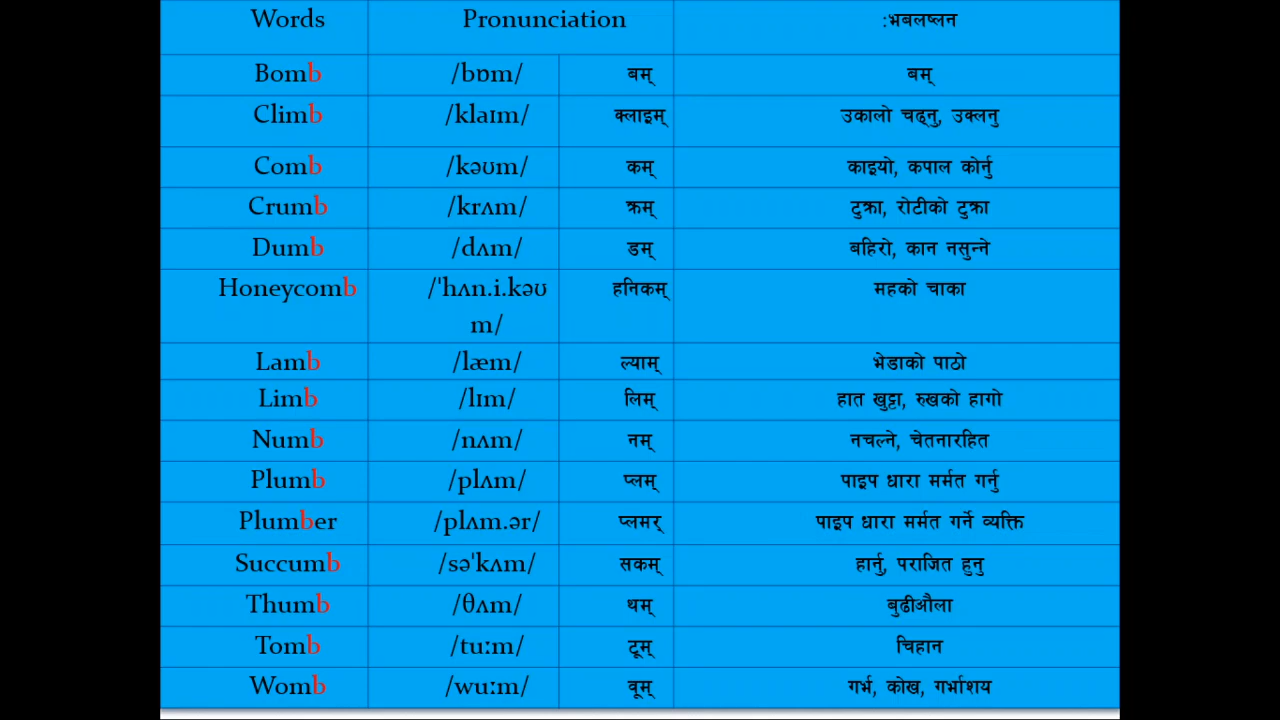 Words Pronunciation :भबलष्लन
Bomb /bɒm/ बम् बम्
Climb /klaɪm/ क्लाइम् उकालो चढ्नु, उक्लनु
Comb /kəʊm/ कम् काइयो, कपाल कोर्नु
Crumb /krʌm/ क्रम् टुक्रा, रोटीको टुक्रा
Dumb /dʌm/ डम् बहिरो, कान नसुन्ने
Honeycomb /ˈhʌn.i.kəʊ हनिकम् महको चाका
m/
Lamb /læm/ ल्याम् भेडाको पाठो
Limb /lɪm/ लिम् हात खुट्टा, रुखको हागो
Numb /nʌm/ नम् नचल्ने, चेतनारहित
Plumb /plʌm/ प्लम् पाइप धारा मर्मत गर्नु
Plumber /plʌm.ər/ प्लमर् पाइप धारा मर्मत गर्ने व्यक्ति
Succumb /səˈkʌm/ सकम् हार्नु, पराजित हुनु
Thumb /θʌm/ थम् बुढीऔला
Tomb /tuːm/ टूम् चिहान
Womb /wuːm/ वूम् गर्भ, कोख, गर्भाशय